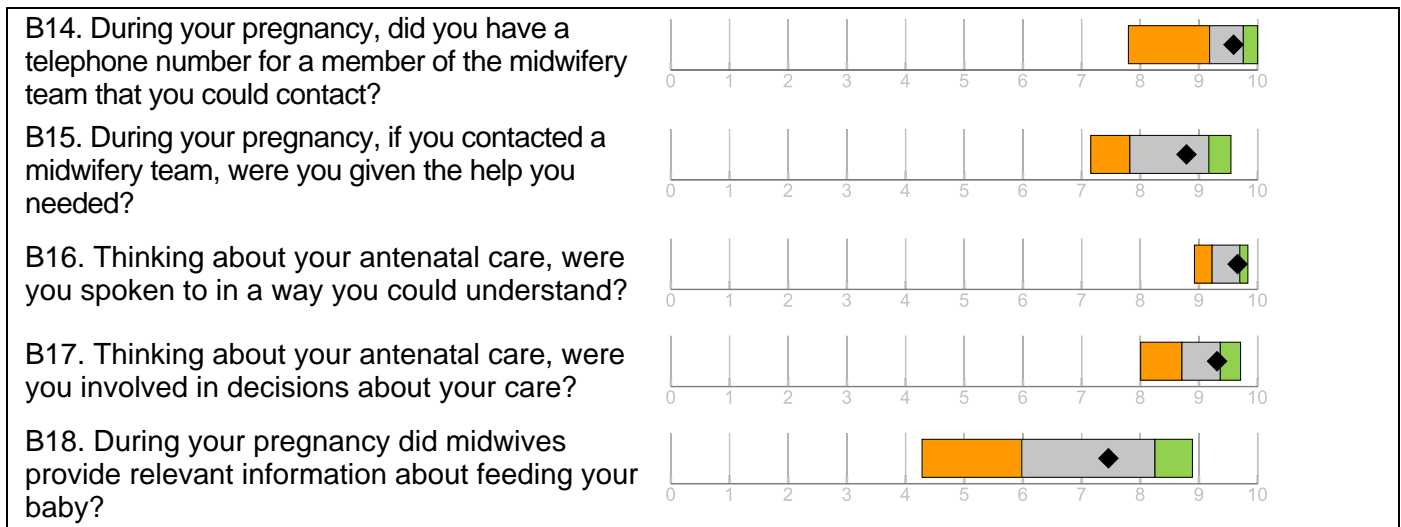 B14. During your pregnancy, did you have a
telephone number for a member of the midwifery
team that you could contact?
0 1 2 3 4 5 6 7 8 9 10
B15. During your pregnancy, if you contacted a
midwifery team, were you given the help you
needed?
0 1 2 3 4 5 6 7 8 9 10
B16. Thinking about your antenatal care, were
you spoken to in a way you could understand?
0 1 2 3 4 5 6 7 8 9 10
B17. Thinking about your antenatal care, were
you involved in decisions about your care?
0 1 2 3 4 5 6 7 8 9 10
B18. During your pregnancy did midwives
provide relevant information about feeding your
baby?
0 1 2 3 4 5 6 7 8 9 10